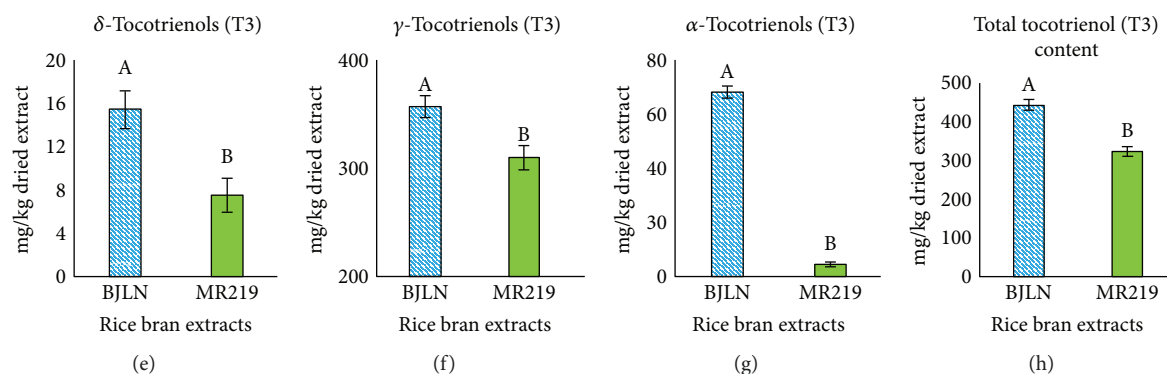 δ-Tocotrienols (T3)
mg/kg dried extract
20
16
12
8
4
0
A
B
BJLN
MR219
Rice bran extracts
(e)
γ-Tocotrienols (T3)
mg/kg dried extract
400
300
200
A
B
BJLN
MR219
Rice bran extracts
(f)
α-Tocotrienols (T3)
mg/kg dried extract
80
60
40
20
0
A
B
BJLN
MR219
Rice bran extracts
(g)
Total tocotrienol (T3)
content
mg/kg dried extract
500
400
300
200
100
0
A
B
BJLN
MR219
Rice bran extracts
(h)